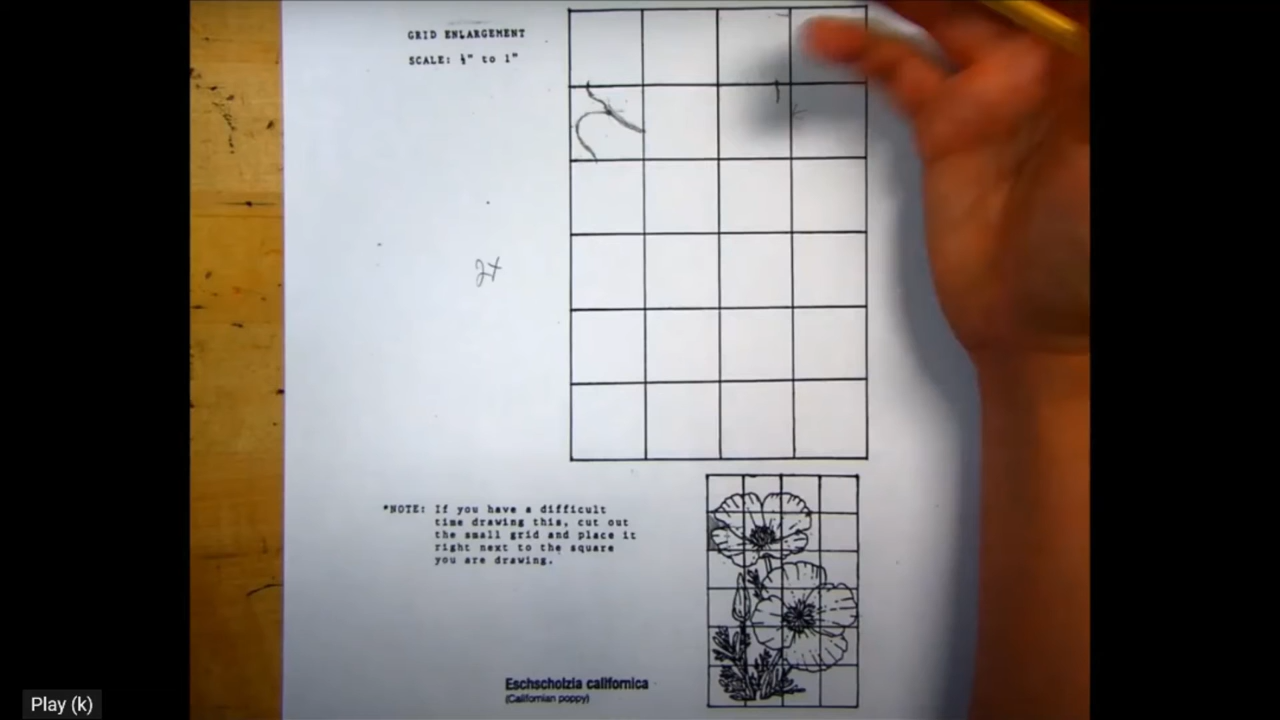 GRID ENLARGEMENT
SCALE: ½" to 1"
2x
*NOTE: If you have a difficult
time drawing this, cut out
the small grid and place it
right next to the square
you are drawing.
Eschscholzia californica
(Californian poppy)
Play (k)